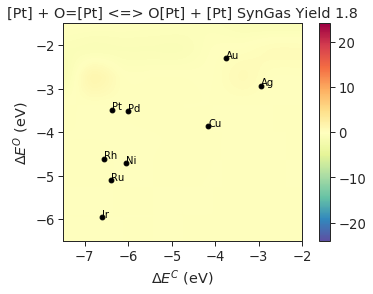 [Pt] + O=[Pt] <=> O[Pt] + [Pt] SynGas Yield 1.8
ΔE^O (eV)
−2
−3
−4
−5
−6
Au
Ag
Pt
Pd
Cu
Rh
Ni
Ru
Ir
−7
−6
−5
−4
−3
−2
ΔE^C (eV)
20
10
0
−10
−20